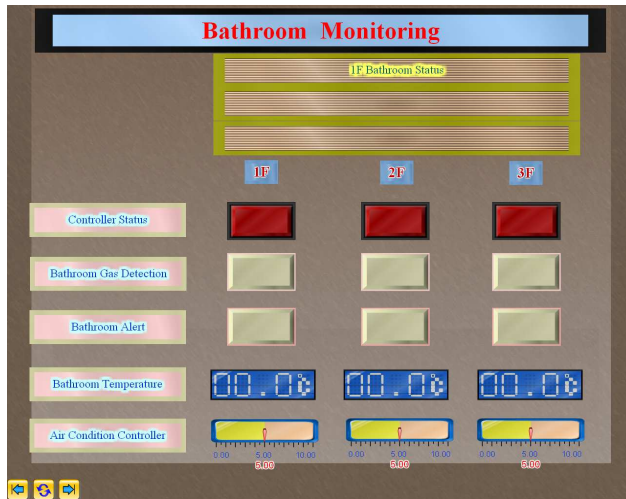 Bathroom Monitoring
1F Bathroom Status
1F 2F 3F
Controller Status
Bathroom Gas Detection
Bathroom Alert
Bathroom Temperature 00.0℃ 00.0℃ 00.0℃
Air Condition Controller
0.00 5.00 10.00 0.00 5.00 10.00 0.00 5.00 10.00
5.00 5.00 5.00